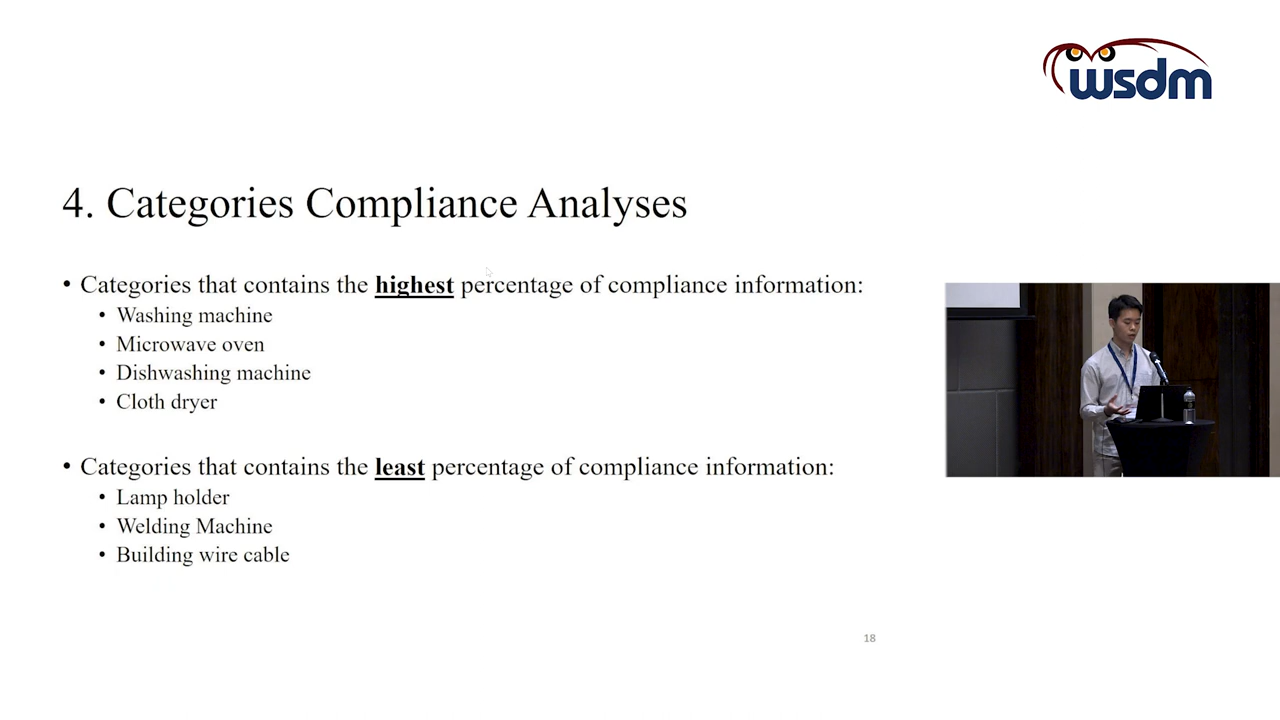 wsdm
4. Categories Compliance Analyses
• Categories that contains the highest percentage of compliance information:
• Washing machine
• Microwave oven
• Dishwashing machine
• Cloth dryer
• Categories that contains the least percentage of compliance information:
• Lamp holder
• Welding Machine
• Building wire cable
18